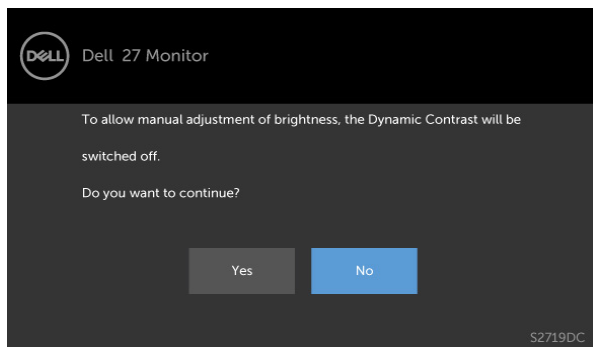 DELL
Dell 27 Monitor
To allow manual adjustment of brightness, the Dynamic Contrast will be
switched off.
Do you want to continue?
Yes
No
S2719DC